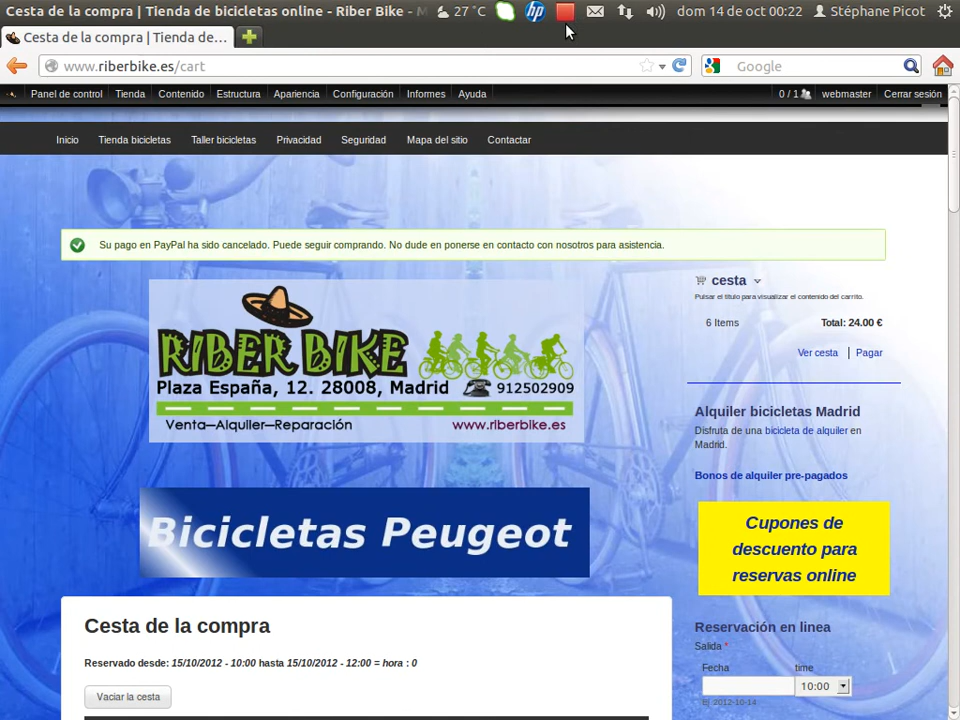 Cesta de la compra | Tienda de bicicletas online - Riber Bike - M
27 °C
hp
dom 14 de oct 00:22
Stéphane Picot
Cesta de la compra | Tienda de...
www.riberbike.es/cart
Google
Panel de control Tienda Contenido Estructura Apariencia Configuración Informes Ayuda 0 / 1 webmaster Cerrar sesión
Inicio Tienda bicicletas Taller bicicletas Privacidad Seguridad Mapa del sitio Contactar
Su pago en PayPal ha sido cancelado. Puede seguir comprando. No dude en ponerse en contacto con nosotros para asistencia.
RIBER BIKE
Plaza España, 12. 28008, Madrid 912502909
Venta—Alquiler—Reparación www.riberbike.es
Bicicletas Peugeot
Cesta de la compra
Reservado desde: 15/10/2012 - 10:00 hasta 15/10/2012 - 12:00 = hora : 0
Vaciar la cesta
cesta
Pulsar el título para visualizar el contenido del carrito.
6 Items Total: 24.00 €
Ver cesta Pagar
Alquiler bicicletas Madrid
Disfruta de una bicicleta de alquiler en
Madrid.
Bonos de alquiler pre-pagados
Cupones de
descuento para
reservas online
Reservación en linea
Salida *
Fecha time
10:00
Ej: 2012-10-14